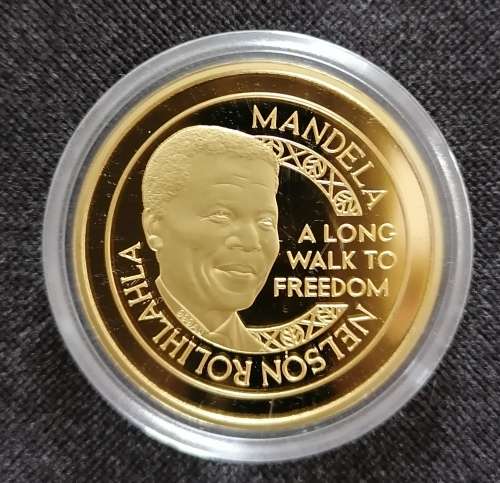 NELSON ROLIHLAHLA
MANDELA
A LONG
WALK TO
FREEDOM